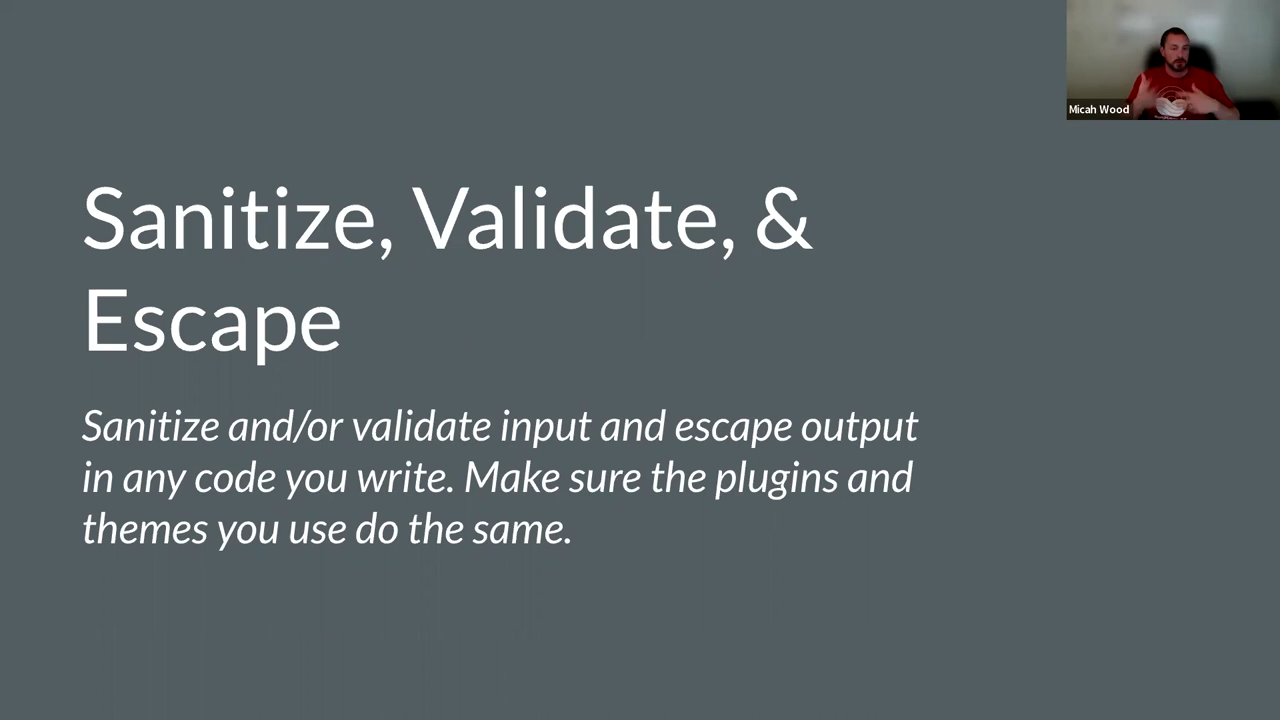 Sanitize, Validate, &
Escape
Sanitize and/or validate input and escape output
in any code you write. Make sure the plugins and
themes you use do the same.
Micah Wood